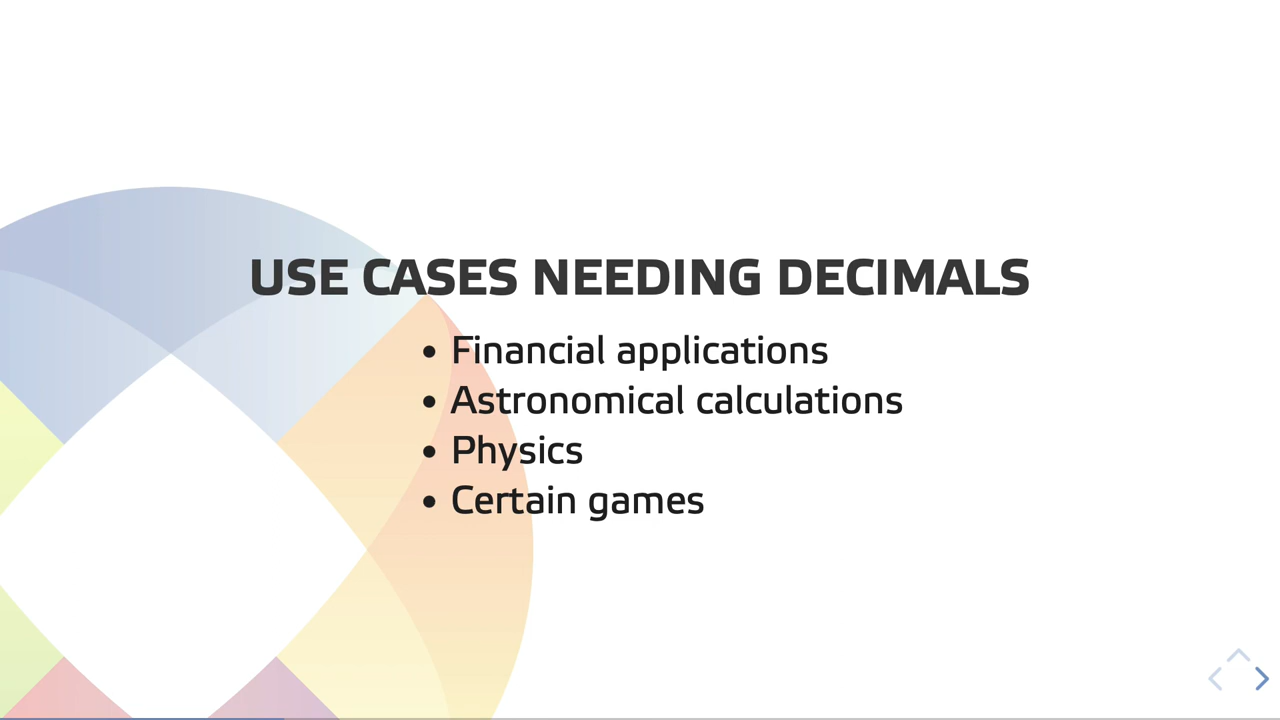 USE CASES NEEDING DECIMALS
• Financial applications
• Astronomical calculations
• Physics
• Certain games